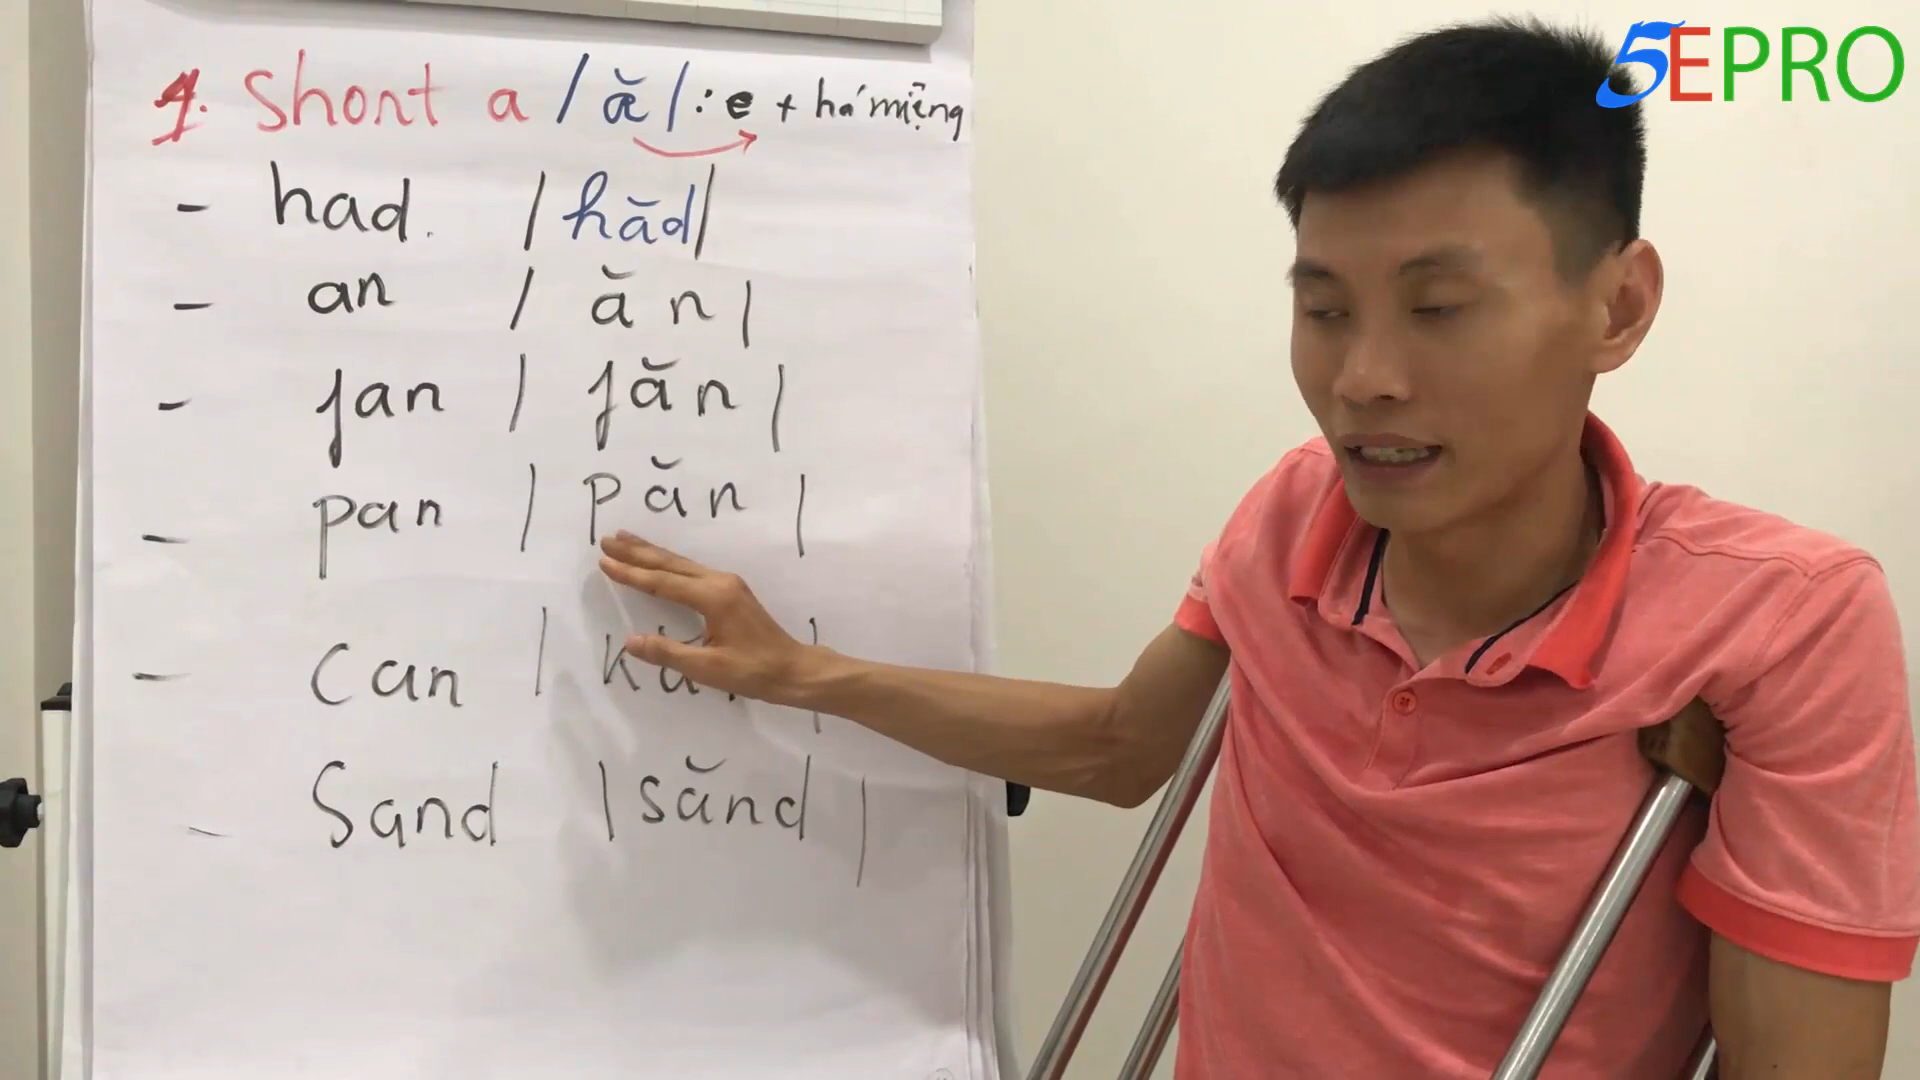 5EPRO
1. Short a /ă/: e + há miệng
- had. /hăd/
- an / ăn /
- jan / jăn /
- pan / păn /
- can /
- Sand /sănd/